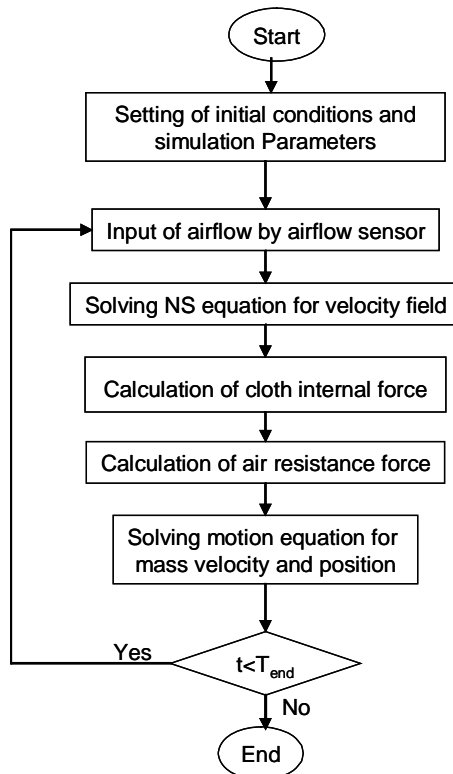 Start
Setting of initial conditions and
simulation Parameters
Input of airflow by airflow sensor
Solving NS equation for velocity field
Calculation of cloth internal force
Calculation of air resistance force
Solving motion equation for
mass velocity and position
Yes
t<T_end
No
End